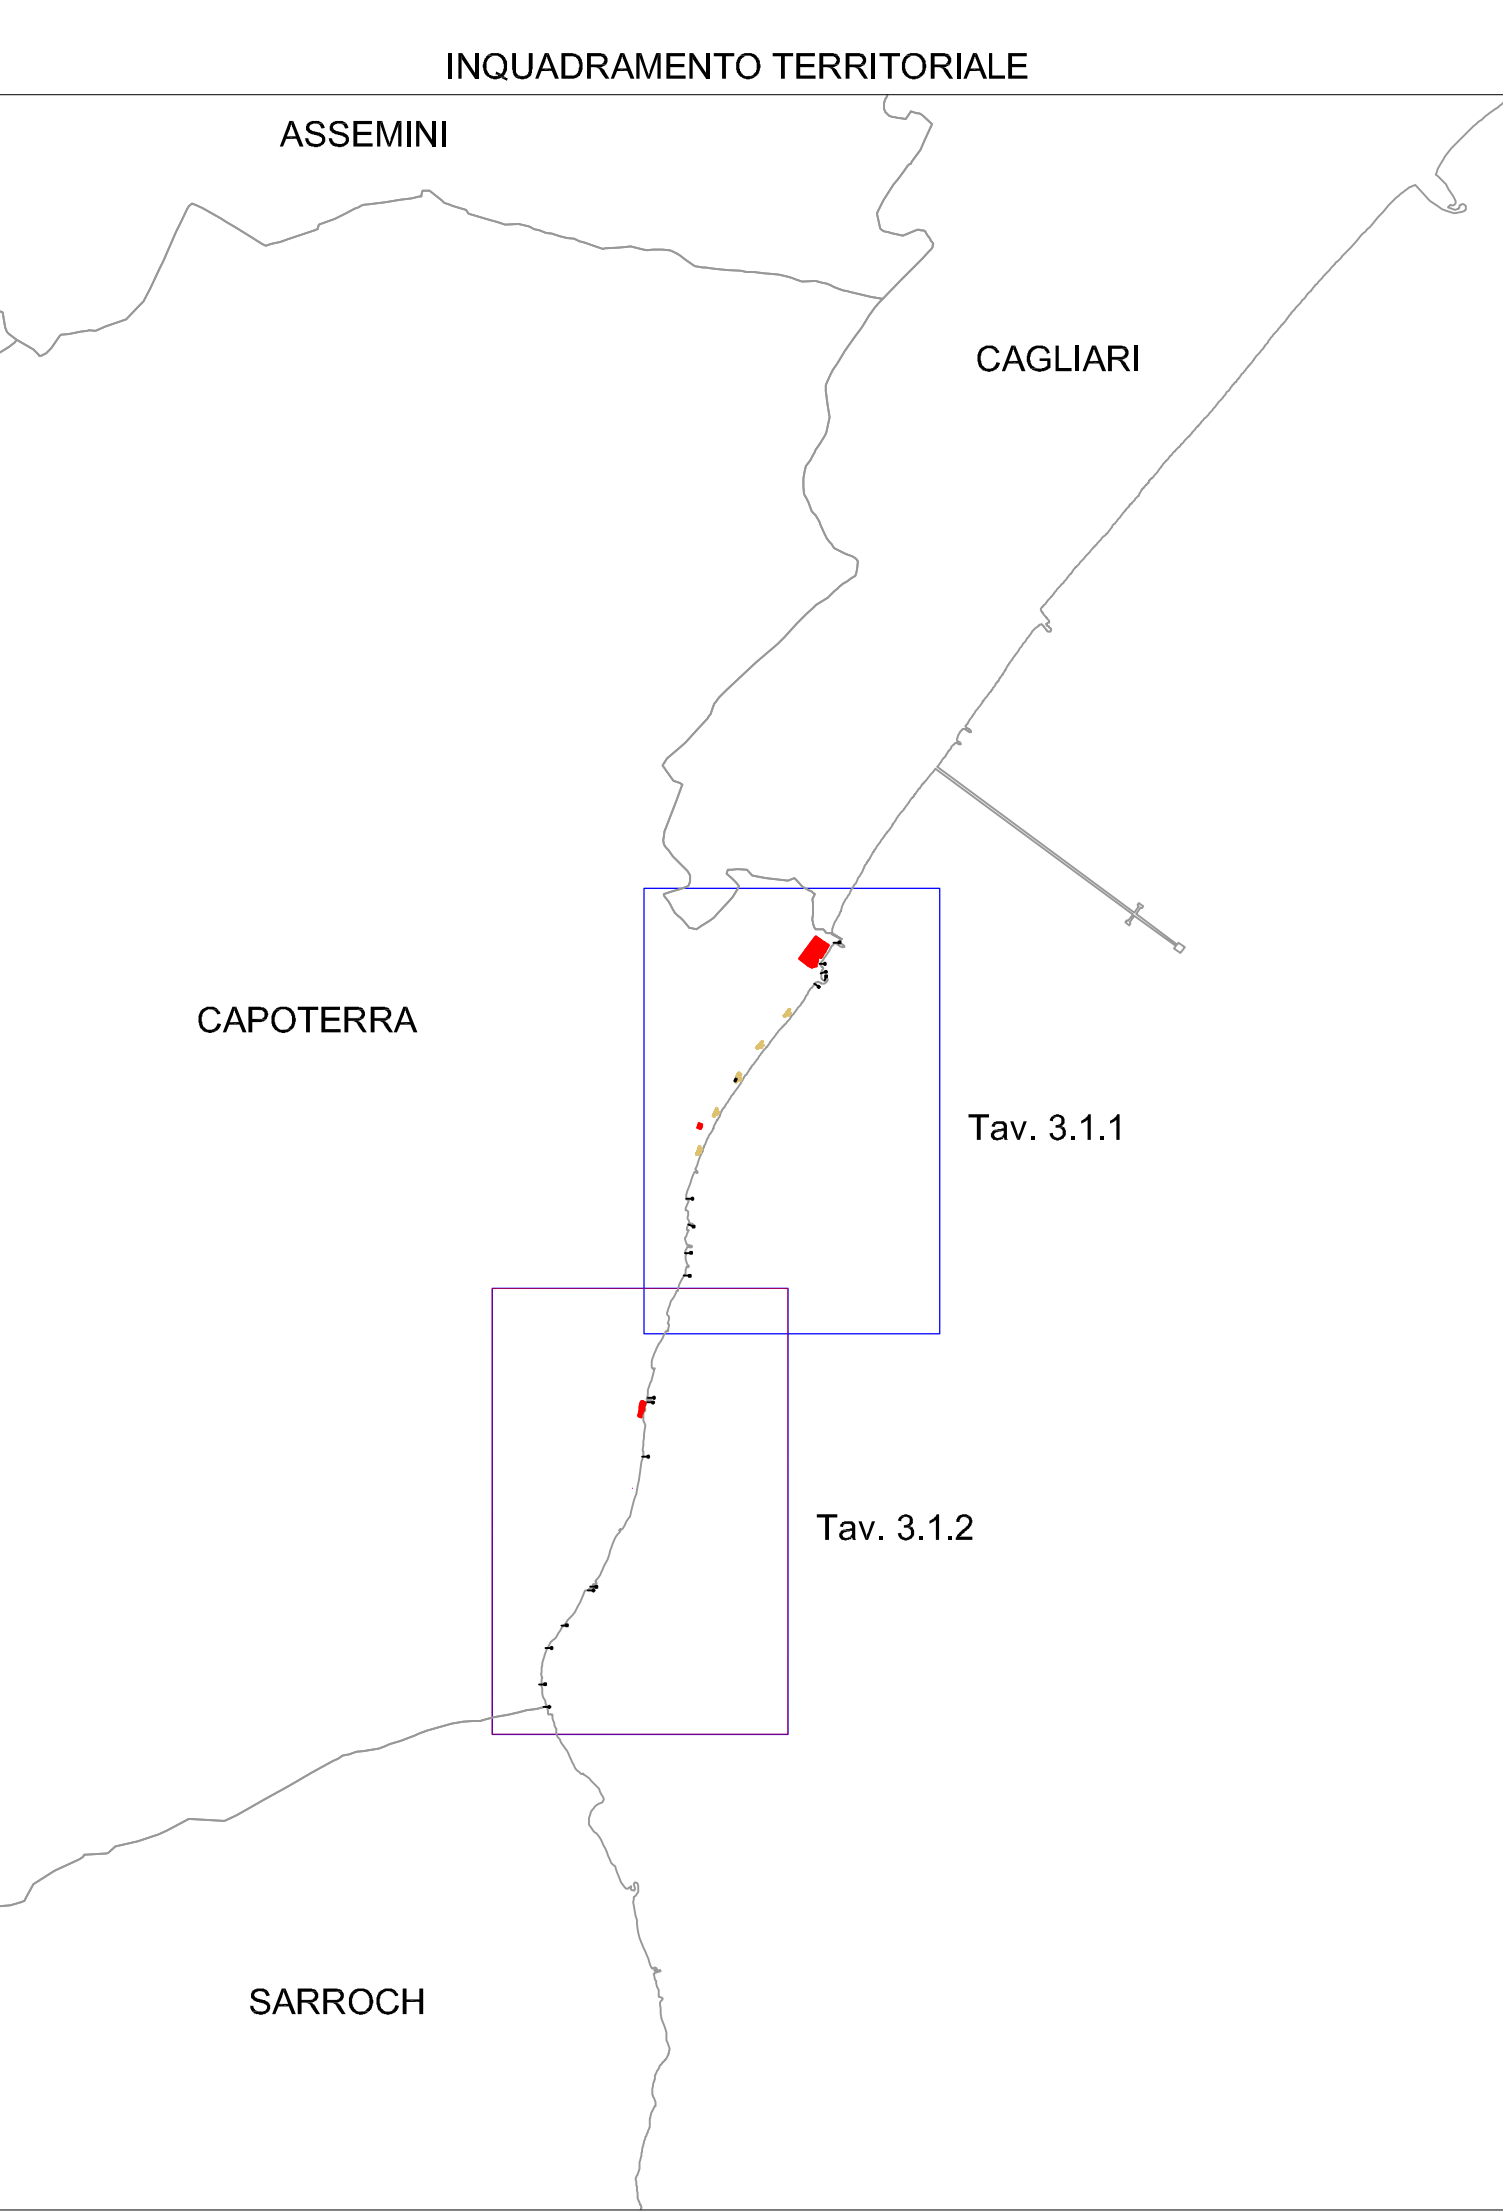 INQUADRAMENTO TERRITORIALE
ASSEMINI
CAGLIARI
CAPOTERRA
Tav. 3.1.1
Tav. 3.1.2
SARROCH